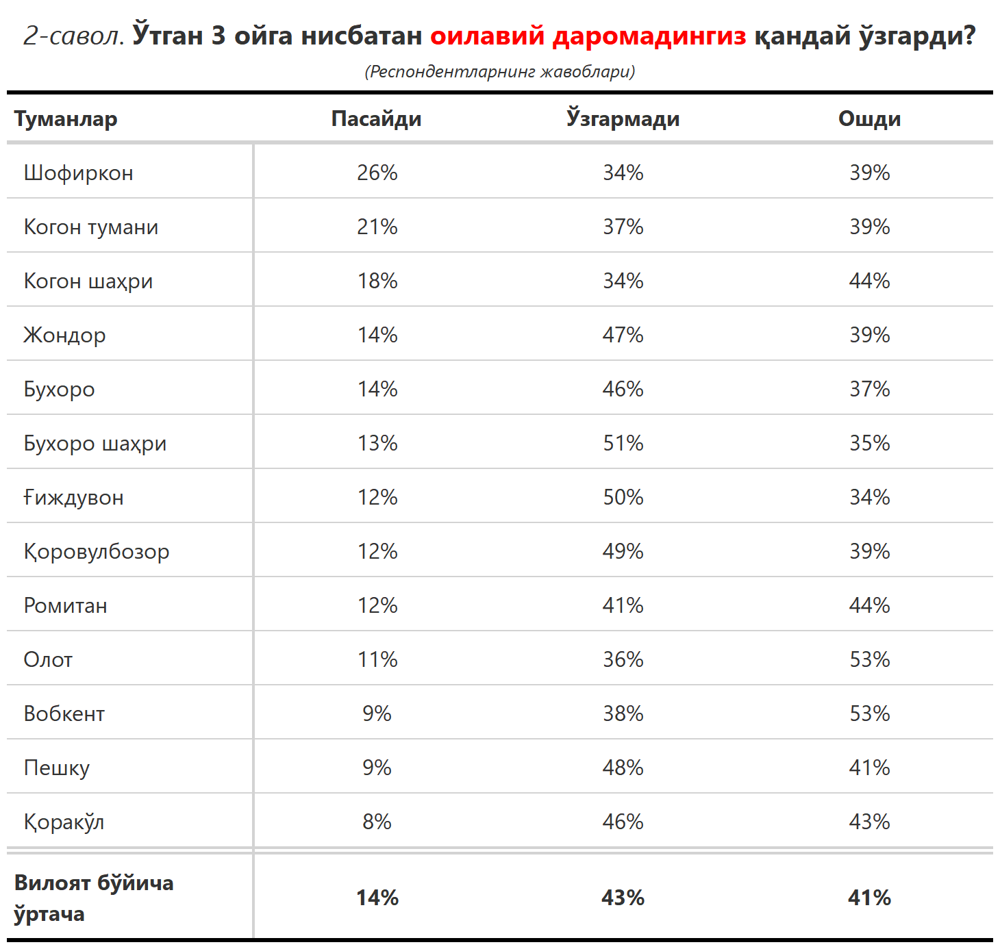 2-савол. Ўтган 3 ойга нисбатан оилавий даромадингиз қандай ўзгарди?
(Респондентларнинг жавоблари)
Туманлар Пасайди Ўзгармади Ошди
Шофиркон 26% 34% 39%
Когон тумани 21% 37% 39%
Когон шаҳри 18% 34% 44%
Жондор 14% 47% 39%
Бухоро 14% 46% 37%
Бухоро шаҳри 13% 51% 35%
Ғиждувон 12% 50% 34%
Қоровулбозор 12% 49% 39%
Ромитан 12% 41% 44%
Олот 11% 36% 53%
Вобкент 9% 38% 53%
Пешку 9% 48% 41%
Қоракўл 8% 46% 43%
Вилоят бўйича
ўртача 14% 43% 41%